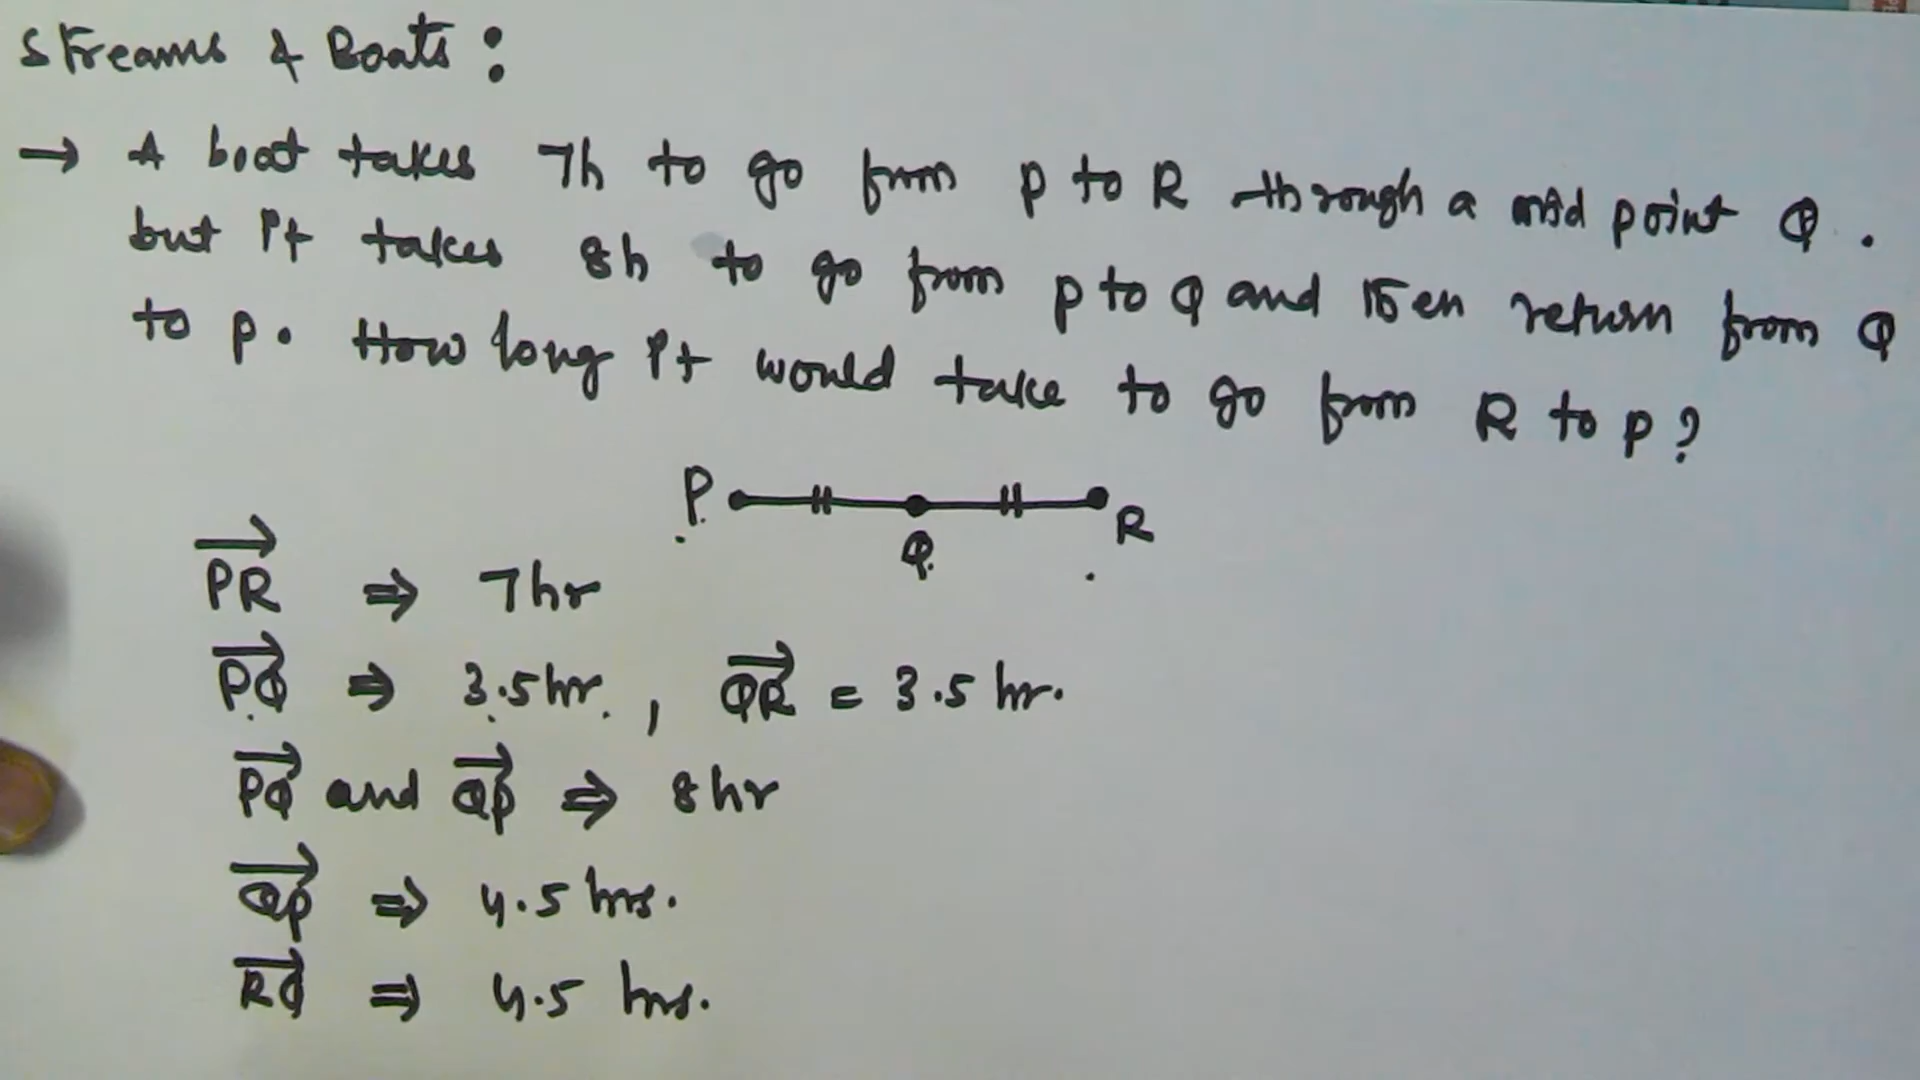 Streams & Boats:
→ A boat takes 7h to go from P to R through a mid point Q.
but it takes 8h to go from P to Q and then return from Q
to P. How long it would take to go from R to P?
P Q R
PR ⇒ 7hr
PQ ⇒ 3.5hr., QR = 3.5 hr.
PQ and QP ⇒ 8hr
QP ⇒ 4.5 hrs.
RQ ⇒ 4.5 hrs.